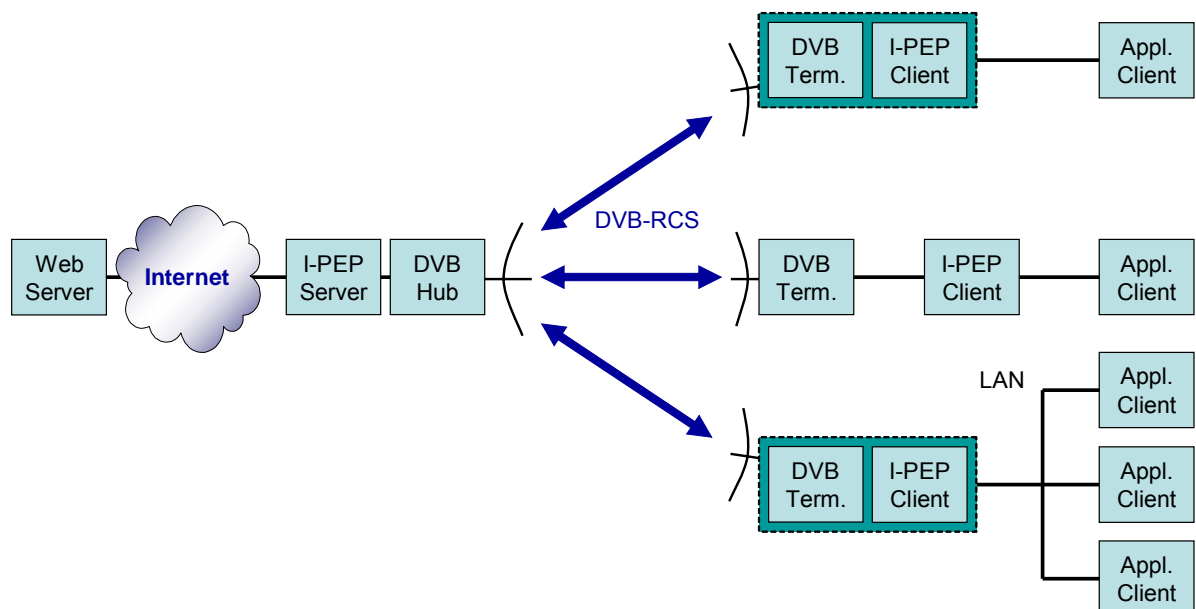 DVB
Term.
I-PEP
Client
Appl.
Client
DVB-RCS
Web
Server
Internet
I-PEP
Server
DVB
Hub
DVB
Term.
I-PEP
Client
Appl.
Client
LAN
Appl.
Client
DVB
Term.
I-PEP
Client
Appl.
Client
Appl.
Client